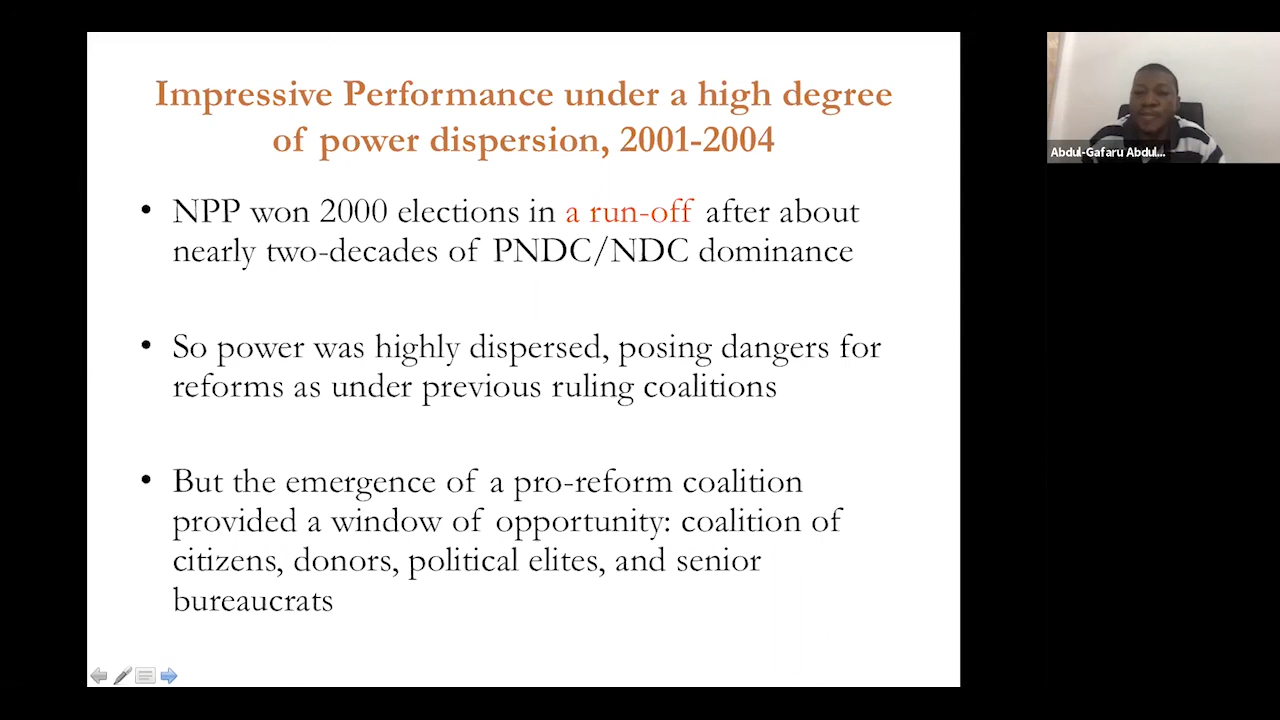 Impressive Performance under a high degree
of power dispersion, 2001-2004
• NPP won 2000 elections in a run-off after about
nearly two-decades of PNDC/NDC dominance
• So power was highly dispersed, posing dangers for
reforms as under previous ruling coalitions
• But the emergence of a pro-reform coalition
provided a window of opportunity: coalition of
citizens, donors, political elites, and senior
bureaucrats
Abdul-Gafaru Abdul...